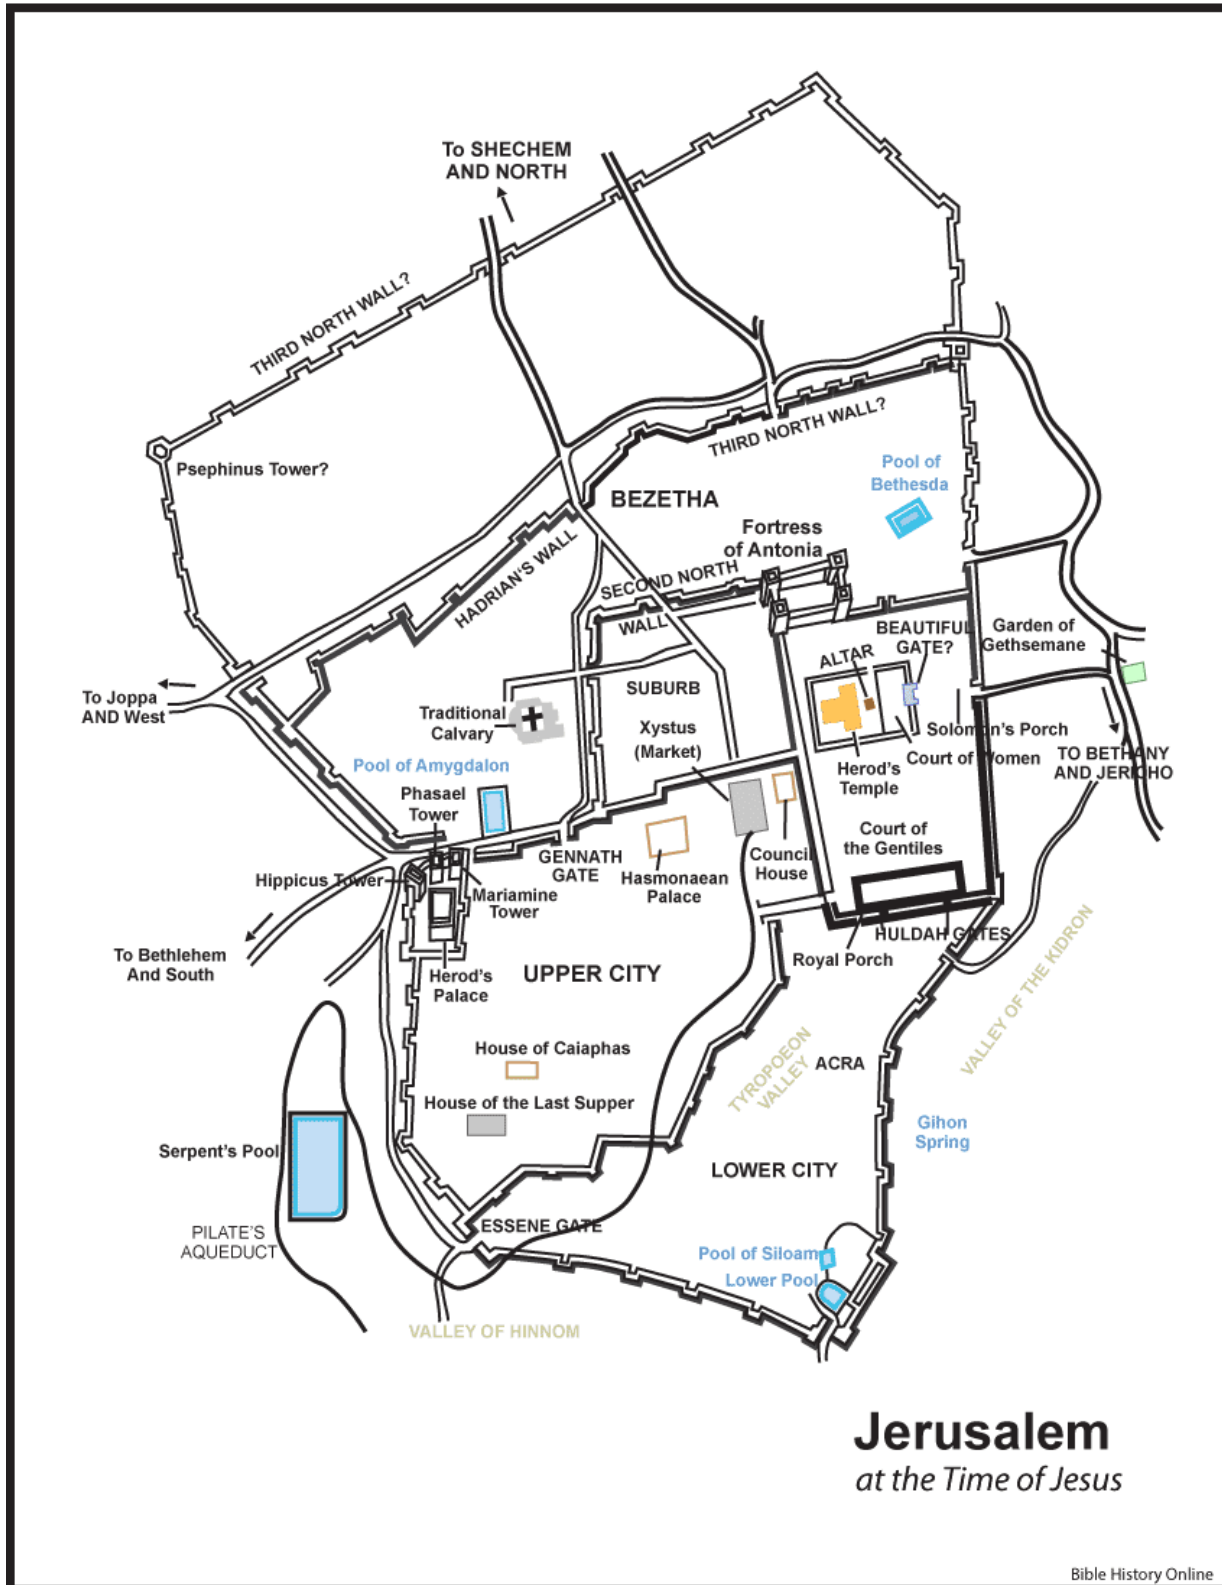 To SHECHEM
AND NORTH
THIRD NORTH WALL?
Psephinus Tower?
THIRD NORTH WALL?
Pool of
Bethesda
BEZETHA
Fortress
of Antonia
HADRIAN'S WALL
SECOND NORTH
WALL
BEAUTIFUL
GATE?
Garden of
Gethsemane
ALTAR
To Joppa
AND West
SUBURB
Traditional
Calvary
Xystus
(Market)
Solomon's Porch
Court of Women
TO BETHANY
AND JERICHO
Herod's
Temple
Pool of Amygdalon
Phasael
Tower
Court of
the Gentiles
GENNATH
GATE
Council
House
Hasmonaean
Palace
Hippicus Tower
Mariamine
Tower
HULDAH GATES
Royal Porch
To Bethlehem
And South
Herod's
Palace
UPPER CITY
VALLEY OF THE KIDRON
House of Caiaphas
TYROPOEON
VALLEY
ACRA
House of the Last Supper
Gihon
Spring
Serpent's Pool
LOWER CITY
PILATE'S
AQUEDUCT
ESSENE GATE
Pool of Siloam
Lower Pool
VALLEY OF HINNOM
Jerusalem
at the Time of Jesus
Bible History Online